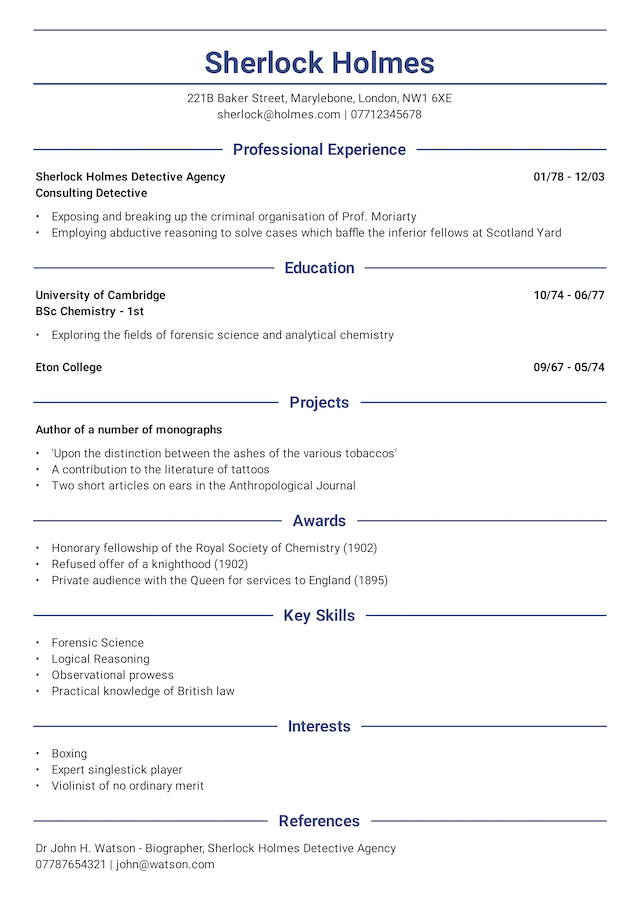 Sherlock Holmes
221B Baker Street, Marylebone, London, NW1 6XE
sherlock@holmes.com | 07712345678
Professional Experience
Sherlock Holmes Detective Agency 01/78 - 12/03
Consulting Detective
• Exposing and breaking up the criminal organisation of Prof. Moriarty
• Employing abductive reasoning to solve cases which baffle the inferior fellows at Scotland Yard
Education
University of Cambridge 10/74 - 06/77
BSc Chemistry - 1st
• Exploring the fields of forensic science and analytical chemistry
Eton College 09/67 - 05/74
Projects
Author of a number of monographs
• 'Upon the distinction between the ashes of the various tobaccos'
• A contribution to the literature of tattoos
• Two short articles on ears in the Anthropological Journal
Awards
• Honorary fellowship of the Royal Society of Chemistry (1902)
• Refused offer of a knighthood (1902)
• Private audience with the Queen for services to England (1895)
Key Skills
• Forensic Science
• Logical Reasoning
• Observational prowess
• Practical knowledge of British law
Interests
• Boxing
• Expert singlestick player
• Violinist of no ordinary merit
References
Dr John H. Watson - Biographer, Sherlock Holmes Detective Agency
07787654321 | john@watson.com